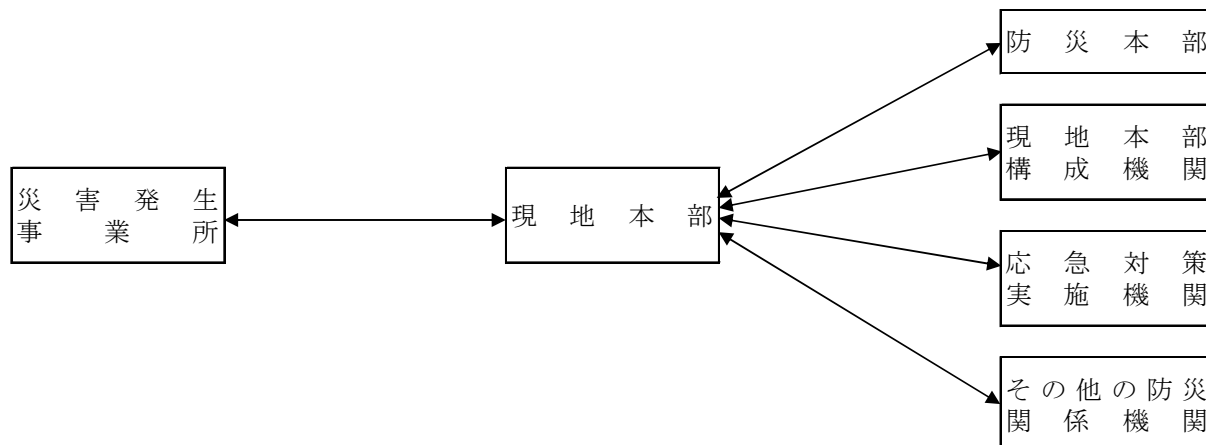 災害発生
事業所
現地本部
防災本部
現地本部
構成機関
応急対策
実施機関
その他の防災
関係機関